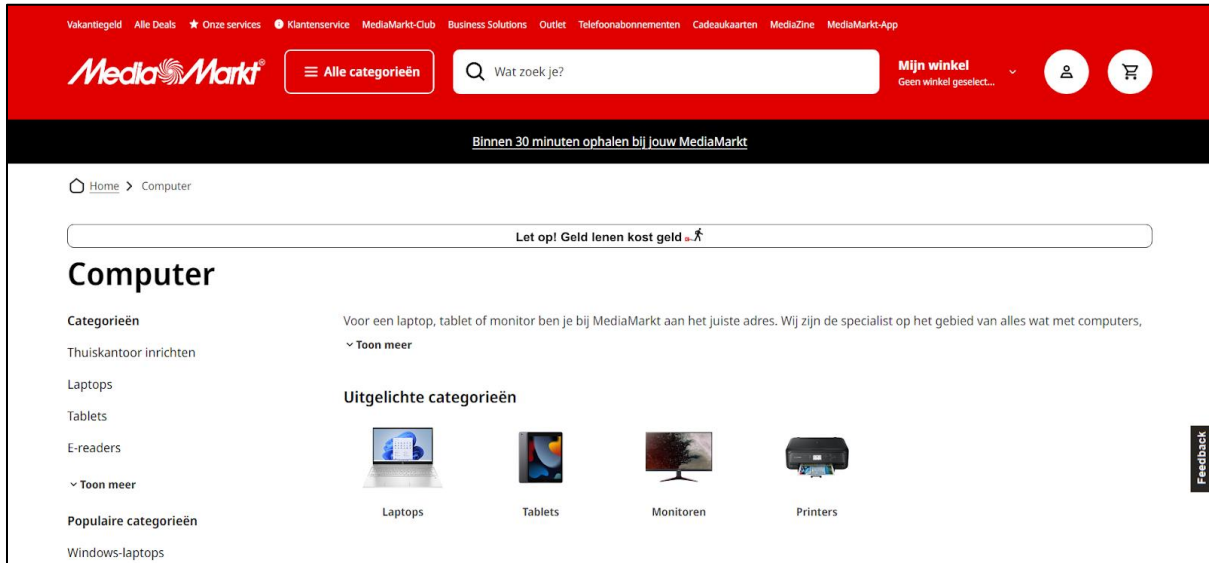 Vakantiegeld Alle Deals Onze services Klantenservice MediaMarkt-Club Business Solutions Outlet Telefoonabonnementen Cadeaukaarten MediaZine MediaMarkt-App
MediaMarkt®
Alle categorieën
Wat zoek je?
Mijn winkel
Geen winkel geselect...
Binnen 30 minuten ophalen bij jouw MediaMarkt
Home > Computer
Let op! Geld lenen kost geld
Computer
Categorieën
Thuiskantoor inrichten
Laptops
Tablets
E-readers
Toon meer
Populaire categorieën
Windows-laptops
Voor een laptop, tablet of monitor ben je bij MediaMarkt aan het juiste adres. Wij zijn de specialist op het gebied van alles wat met computers,
Toon meer
Uitgelichte categorieën
Laptops Tablets Monitoren Printers
Feedback